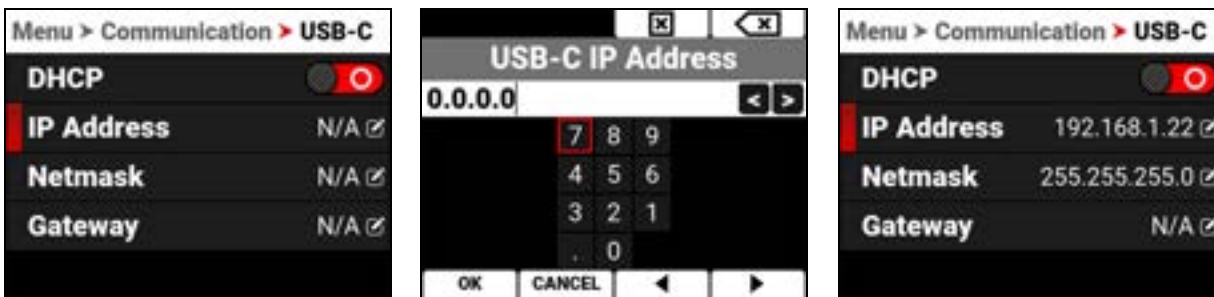 Menu > Communication > USB-C
DHCP
IP Address N/A
Netmask N/A
Gateway N/A
USB-C IP Address
0.0.0.0 < >
7 8 9
4 5 6
3 2 1
. 0
OK CANCEL
Menu > Communication > USB-C
DHCP
IP Address 192.168.1.22
Netmask 255.255.255.0
Gateway N/A